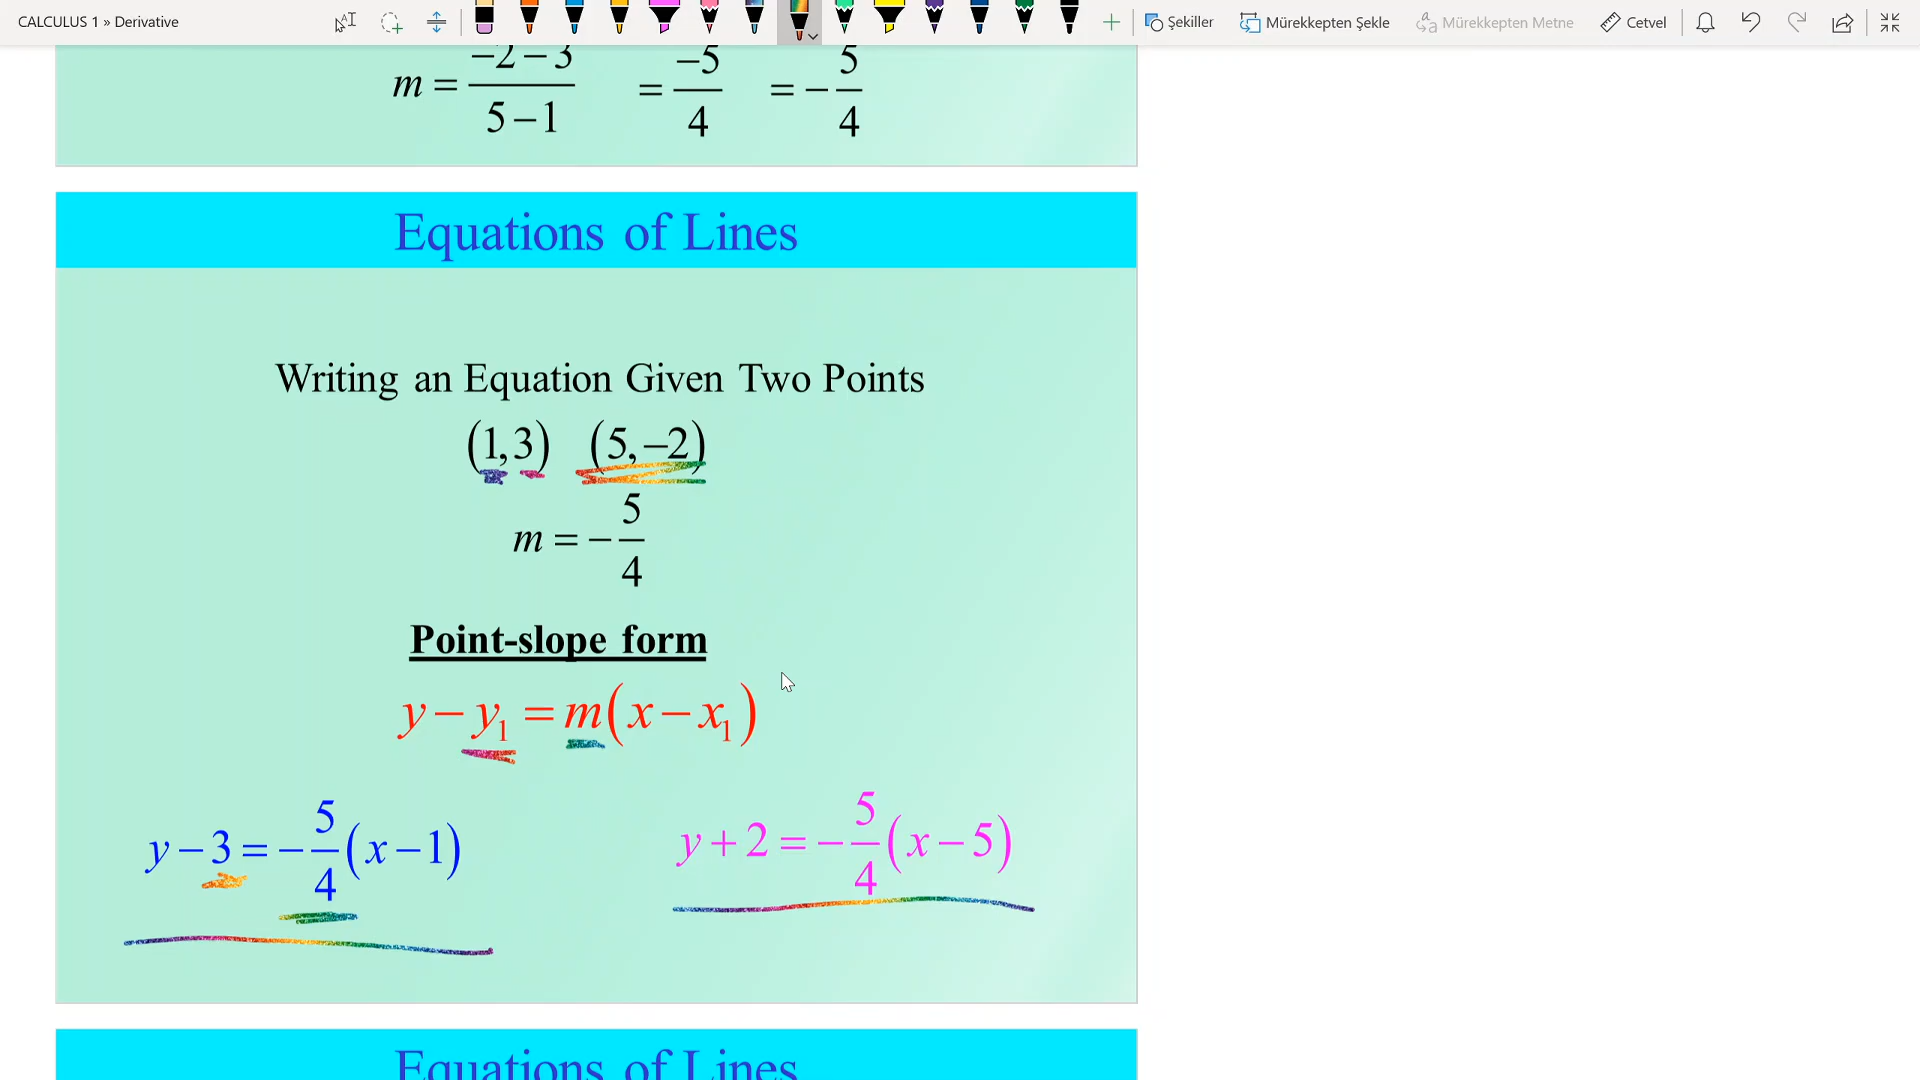 CALCULUS 1 » Derivative Şekiller Mürekkepten Şekle Mürekkepten Metne Cetvel
m = (−2 − 3)/(5 − 1) = −5/4 = −5/4
Equations of Lines
Writing an Equation Given Two Points
(1,3) (5,−2)
m = −5/4
Point-slope form
y − y₁ = m(x − x₁)
y − 3 = −5/4(x − 1) y + 2 = −5/4(x − 5)
Equations of Lines